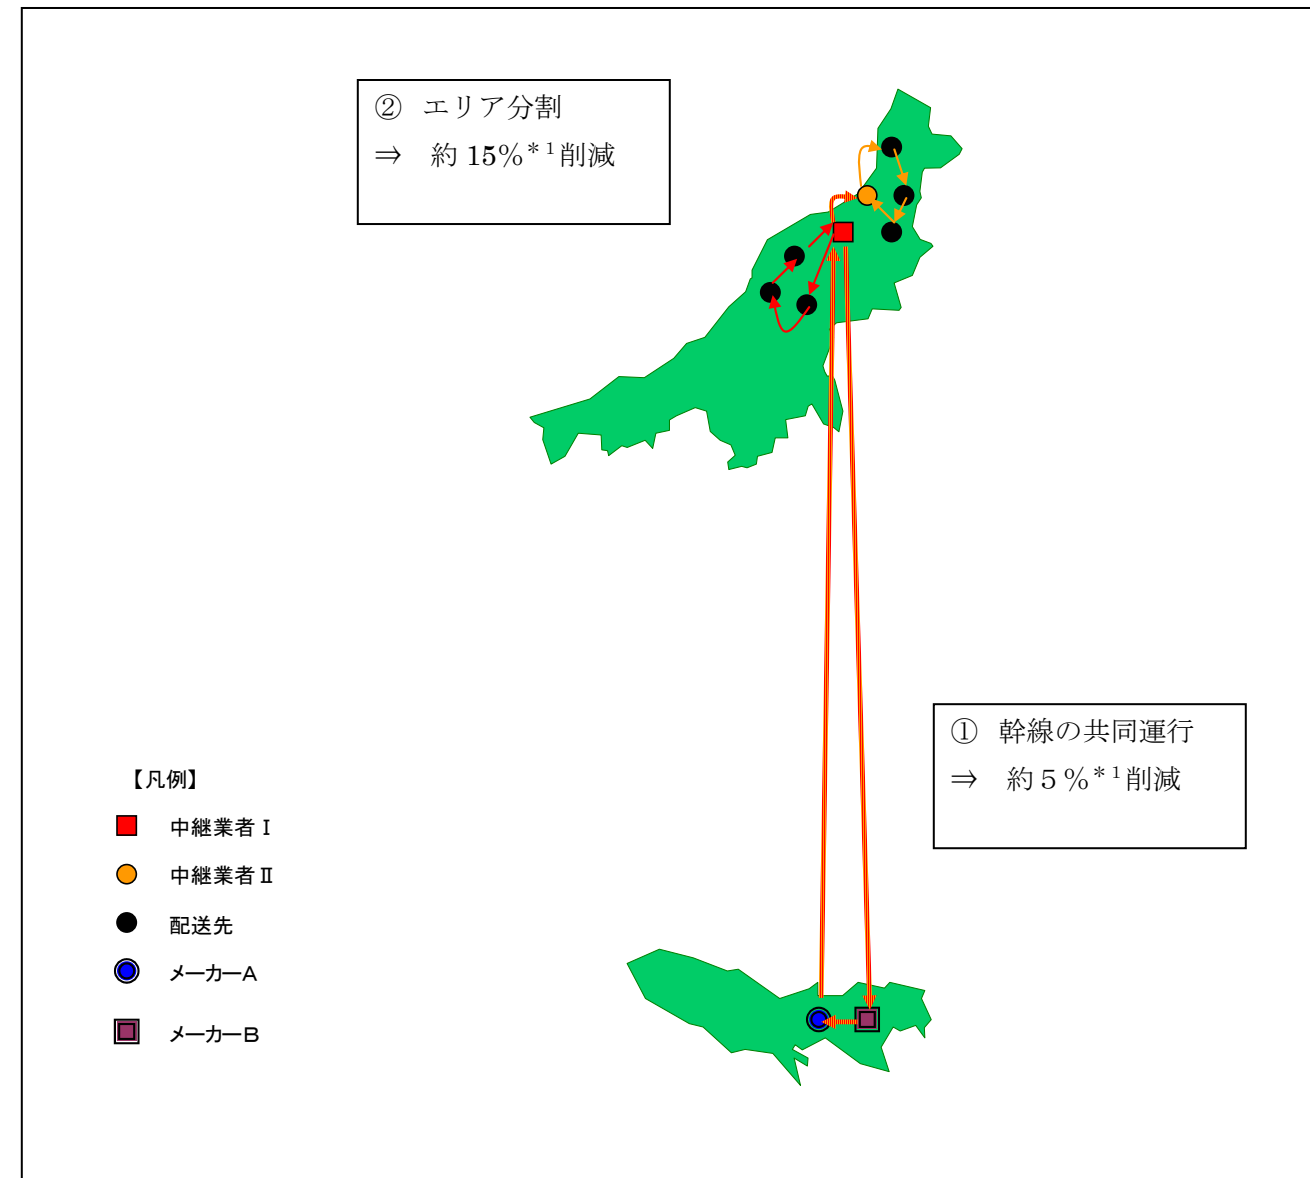 ② エリア分割
⇒ 約 15％＊1削減
① 幹線の共同運行
⇒ 約５％＊1削減
【凡例】
中継業者Ⅰ
中継業者Ⅱ
配送先
メーカーA
メーカーB